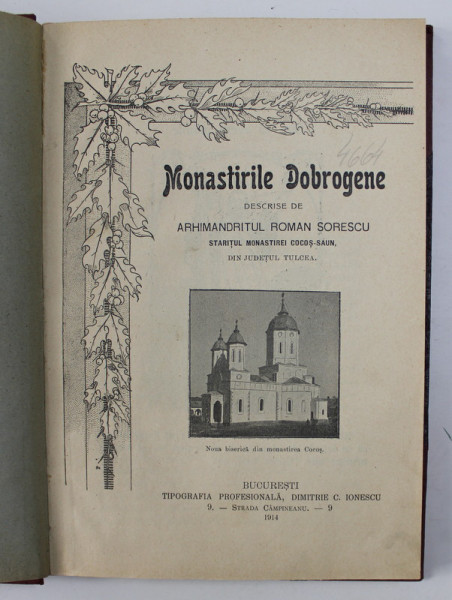 4664
Monastirile Dobrogene
DESCRISE DE
ARHIMANDRITUL ROMAN SORESCU
STARIȚUL MONASTIREI COCOȘ-SAUN,
DIN JUDEȚUL TULCEA.
Noua biserică din monastirea Cocoș.
BUCUREȘTI
TIPOGRAFIA PROFESIONALĂ, DIMITRIE C. IONESCU
9. — STRADA CÂMPINEANU. — 9
1914